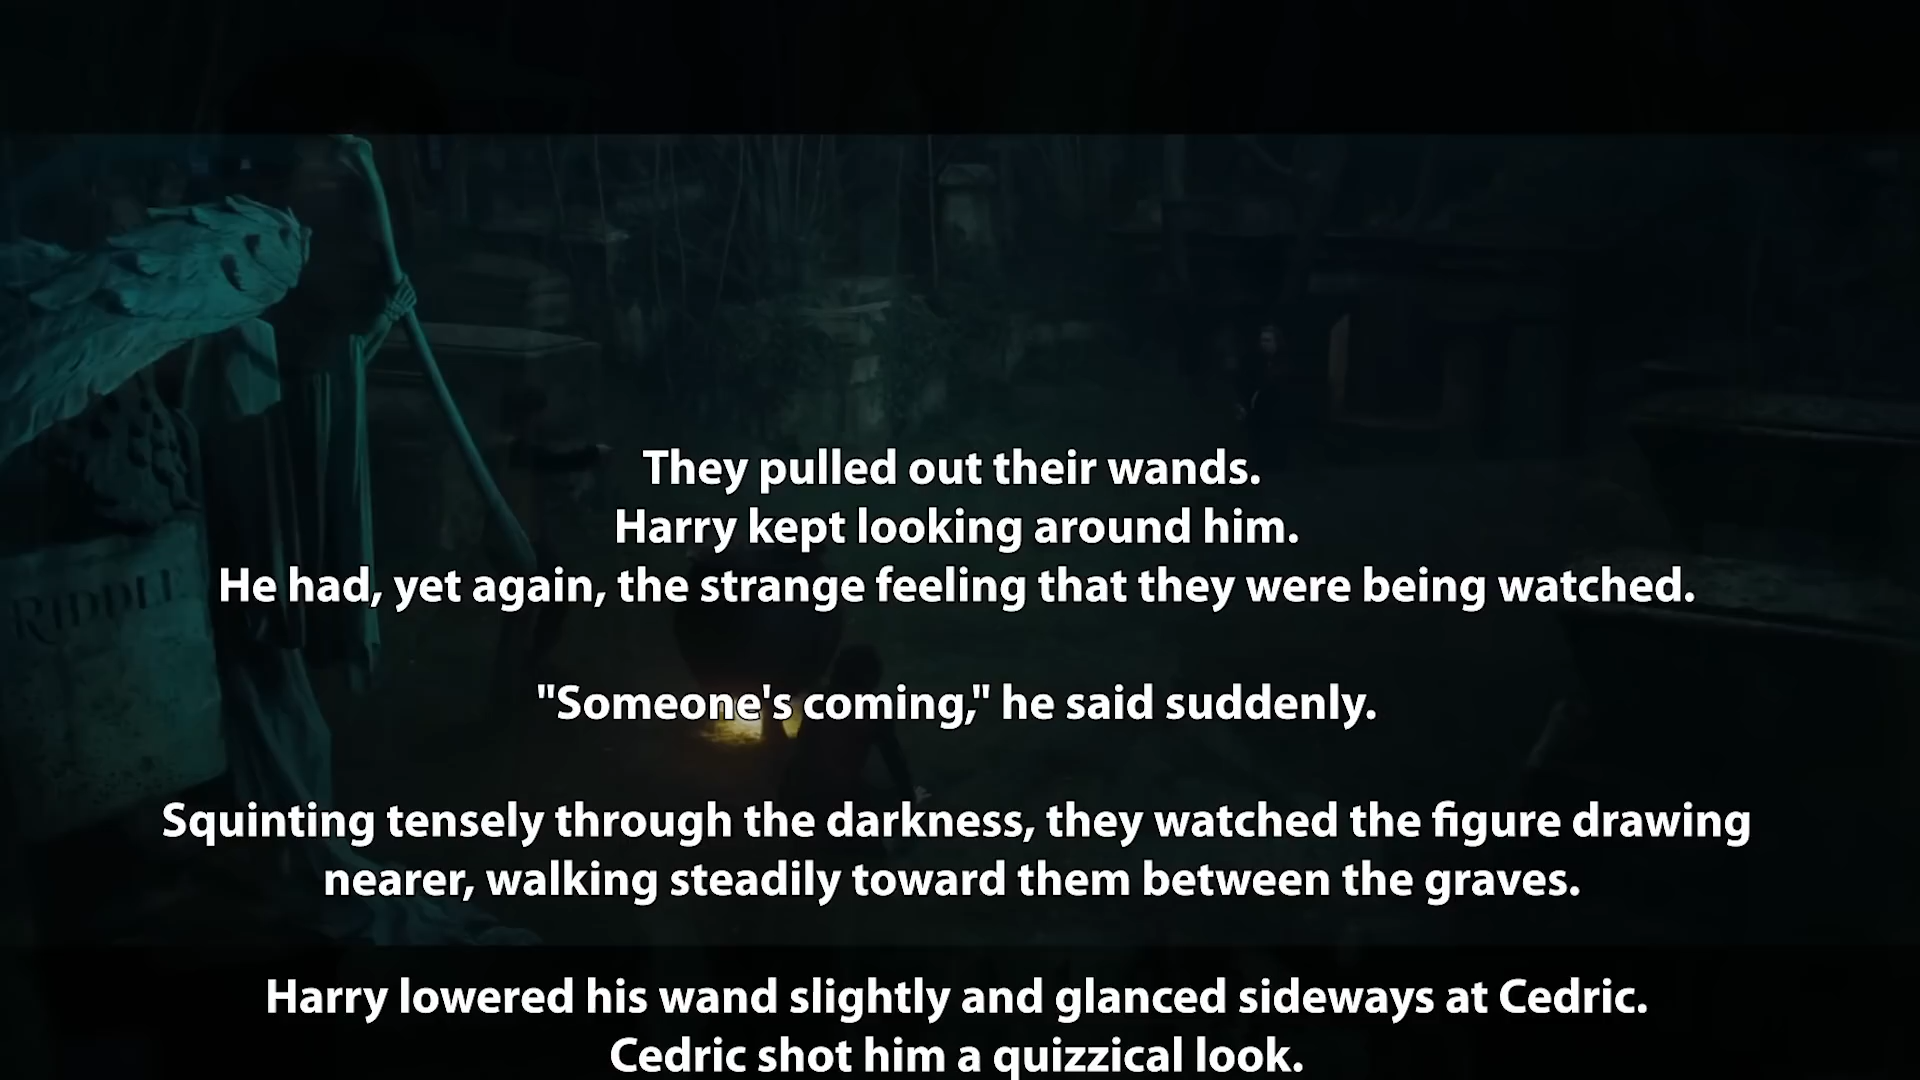 They pulled out their wands.
Harry kept looking around him.
He had, yet again, the strange feeling that they were being watched.
RIDDLE
"Someone's coming," he said suddenly.
Squinting tensely through the darkness, they watched the figure drawing
nearer, walking steadily toward them between the graves.
Harry lowered his wand slightly and glanced sideways at Cedric.
Cedric shot him a quizzical look.